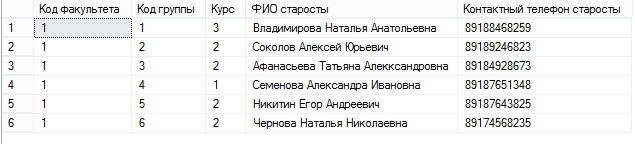 Код факультета Код группы Курс ФИО старосты Контактный телефон старосты
1 1 1 3 Владимирова Наталья Анатольевна 89188468259
2 1 2 2 Соколов Алексей Юрьевич 89189246823
3 1 3 2 Афанасьева Татьяна Алекксандровна 89184928673
4 1 4 1 Семенова Александра Ивановна 89187651348
5 1 5 2 Никитин Егор Андреевич 89187643825
6 1 6 2 Чернова Наталья Николаевна 89174568235